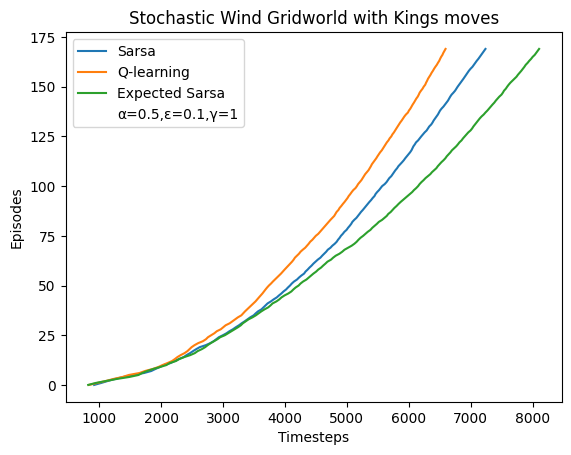 Stochastic Wind Gridworld with Kings moves
Sarsa
Q-learning
Expected Sarsa
α=0.5,ε=0.1,γ=1
Episodes
175
150
125
100
75
50
25
0
1000 2000 3000 4000 5000 6000 7000 8000
Timesteps